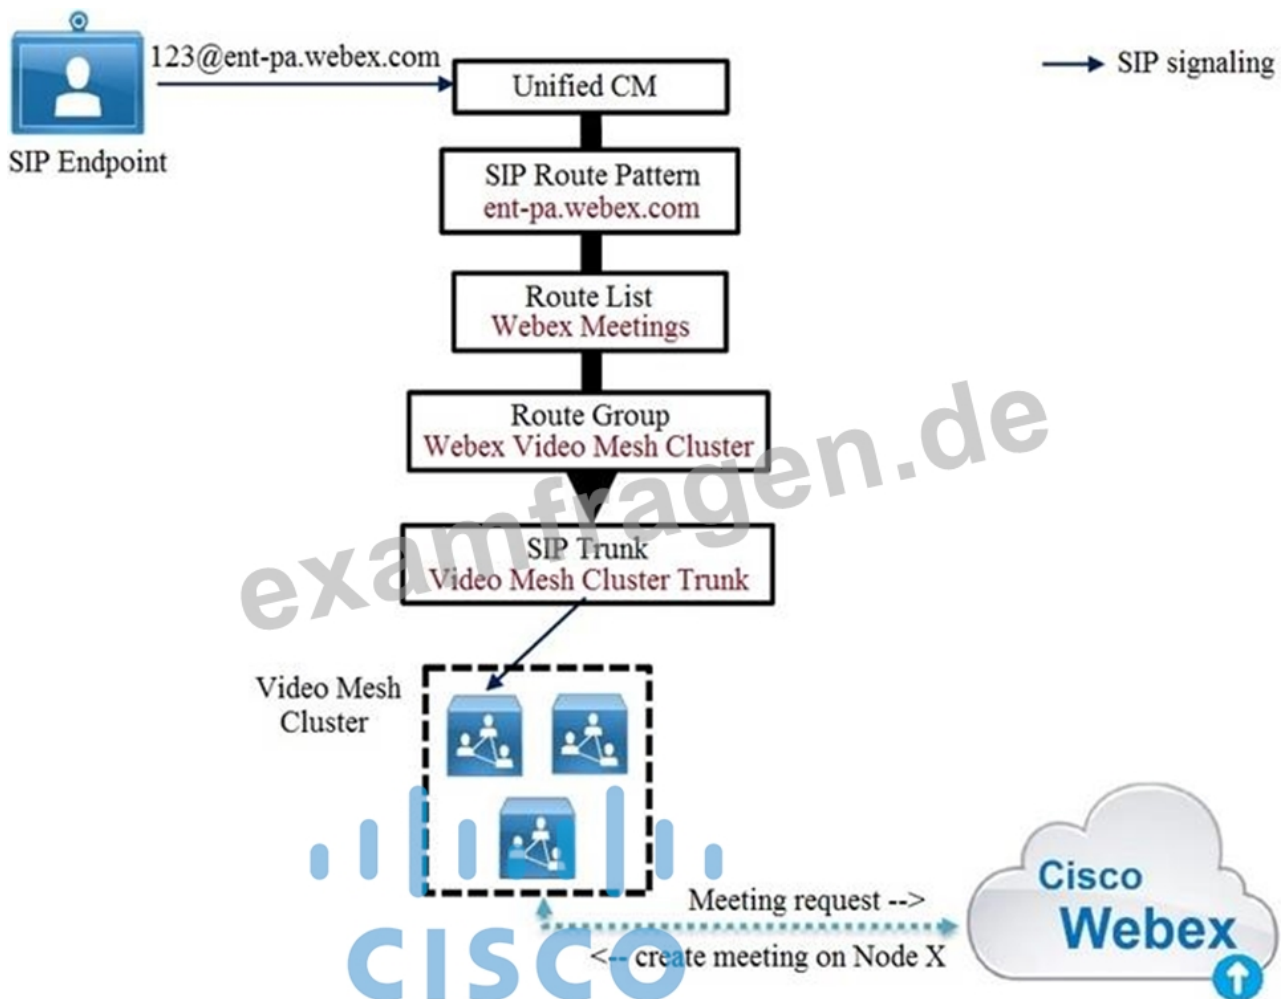 123@ent-pa.webex.com
SIP signaling
SIP Endpoint
Unified CM
SIP Route Pattern
ent-pa.webex.com
Route List
Webex Meetings
Route Group
Webex Video Mesh Cluster
SIP Trunk
Video Mesh Cluster Trunk
examfragen.de
Video Mesh
Cluster
Meeting request -->
<-- create meeting on Node X
Cisco
Webex
CISCO